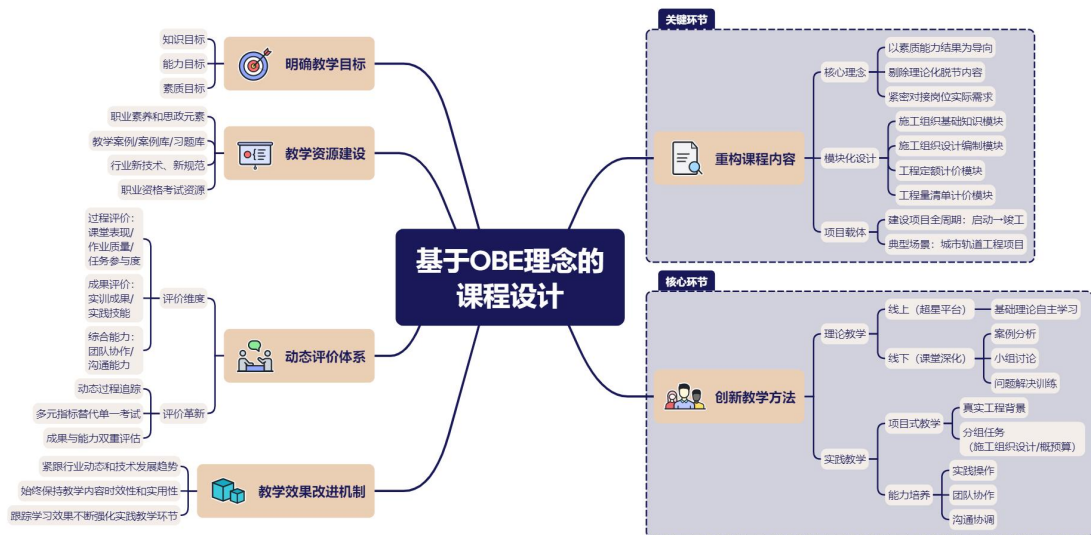 基于OBE理念的
课程设计
明确教学目标
知识目标
能力目标
素质目标
教学资源建设
职业素养和思政元素
教学案例/案例库/习题库
行业新技术、新规范
职业资格考试资源
动态评价体系
评价维度
过程评价:
课堂表现/
作业质量/
任务参与度
成果评价:
实训成果/
实践技能
综合能力:
团队协作/
沟通能力
评价革新
动态过程追踪
多元指标替代单一考试
成果与能力双重评估
教学效果改进机制
紧跟行业动态和技术发展趋势
始终保持教学内容时效性和实用性
跟踪学习效果不断强化实践教学环节
关键环节
重构课程内容
核心理念
以素质能力结果为导向
剔除理论化脱节内容
紧密对接岗位实际需求
模块化设计
施工组织基础知识模块
施工组织设计编制模块
工程定额计价模块
工程量清单计价模块
项目载体
建设项目全周期：启动→竣工
典型场景：城市轨道工程项目
核心环节
创新教学方法
理论教学
线上（超星平台）
基础理论自主学习
线下（课堂深化）
案例分析
小组讨论
问题解决训练
实践教学
项目式教学
真实工程背景
分组任务
（施工组织设计/概预算）
能力培养
实践操作
团队协作
沟通协调